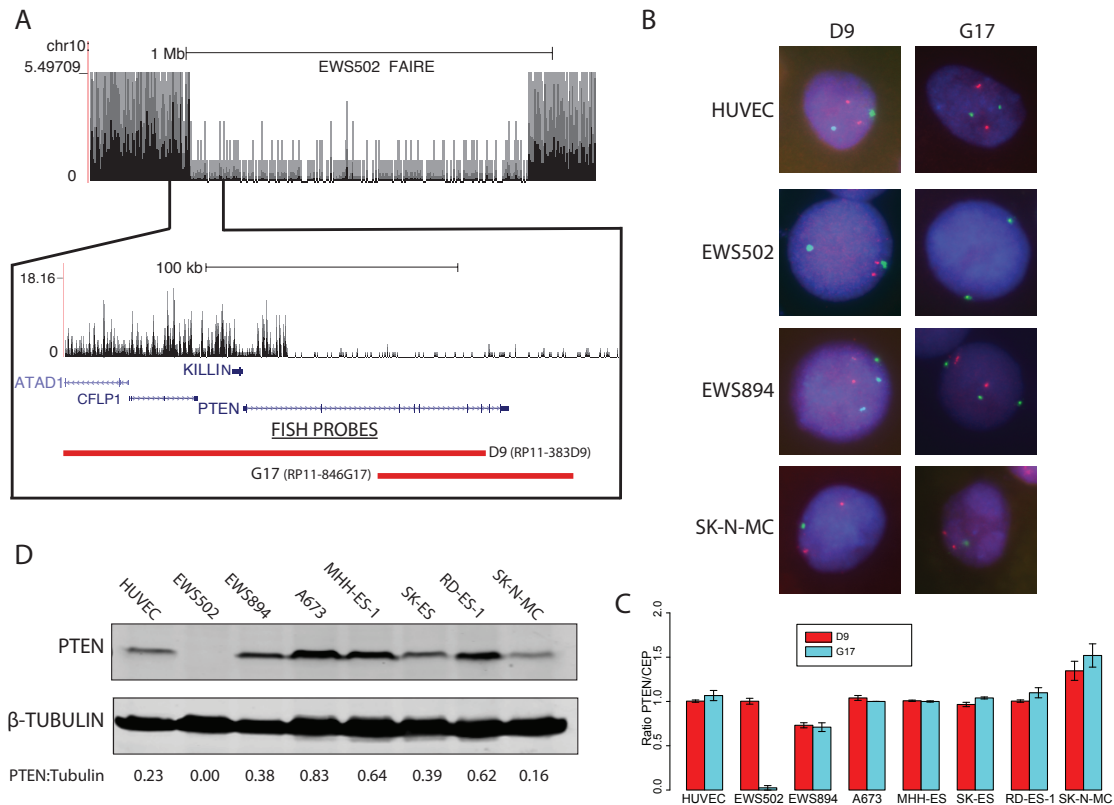 A
chr10:
1 Mb
5.49709
EWS502 FAIRE
0
100 kb
18.16
0
KILLIN
ATAD1
CFLP1
PTEN
FISH PROBES
D9 (RP11-383D9)
G17 (RP11-846G17)
B
D9
G17
HUVEC
EWS502
EWS894
SK-N-MC
D
HUVEC
EWS502
EWS894
A673
MHH-ES-1
SK-ES
RD-ES-1
SK-N-MC
PTEN
β-TUBULIN
PTEN:Tubulin 0.23 0.00 0.38 0.83 0.64 0.39 0.62 0.16
C
Ratio PTEN/CEP
2.0
1.5
1.0
0.5
0.0
D9
G17
HUVEC EWS502 EWS894 A673 MHH-ES SK-ES RD-ES-1 SK-N-MC